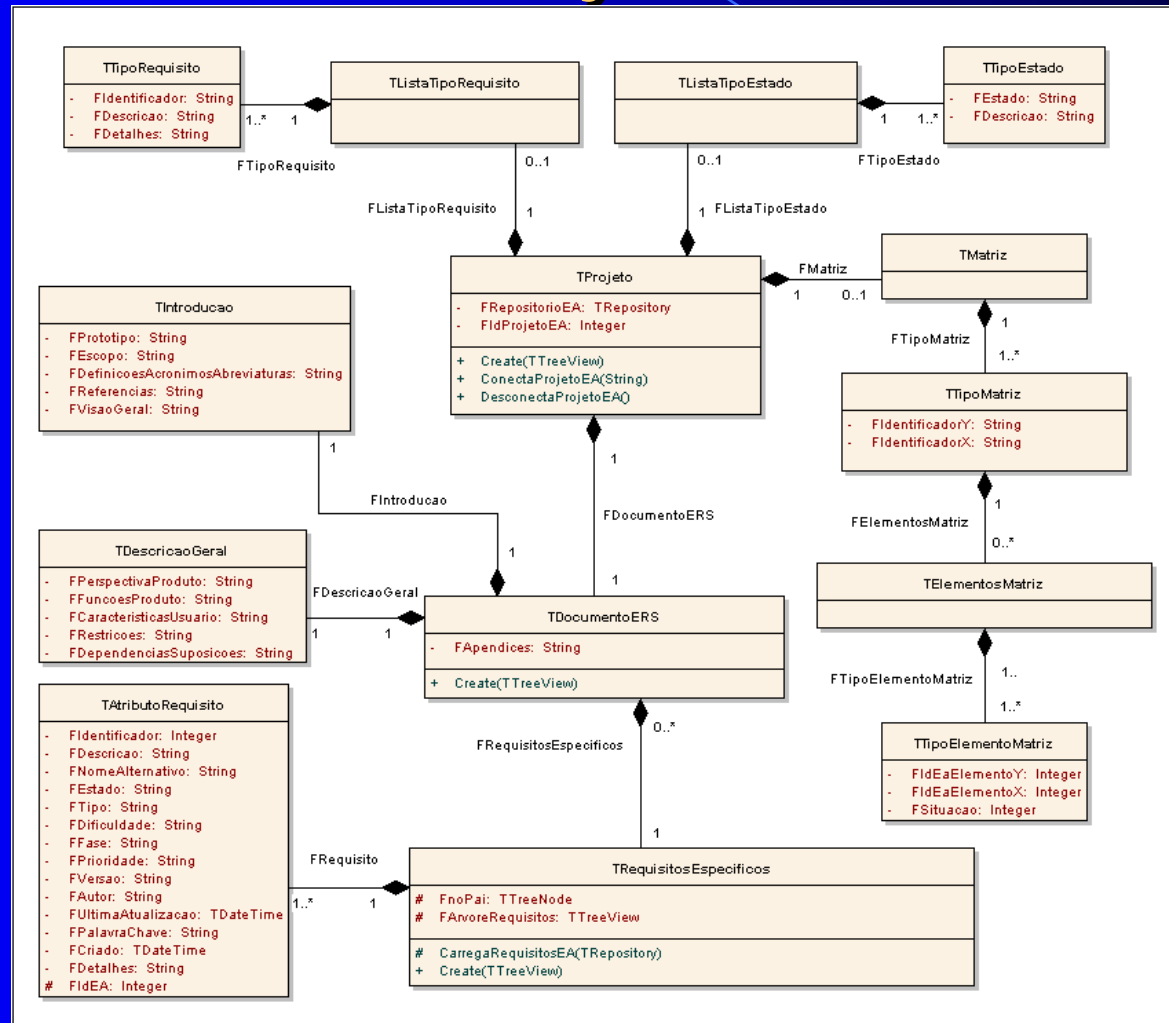 TTipoRequisito
- FIdentificador: String
- FDescricao: String
- FDetalhes: String
TListaTipoRequisito
TListaTipoEstado
TTipoEstado
- FEstado: String
- FDescricao: String
1..*
1
FTipoRequisito
0..1
FListaTipoRequisito
1
1
1..*
FTipoEstado
0..1
1
FListaTipoEstado
TProjeto
- FRepositorioEA: TRepository
- FIdProjetoEA: Integer
+ Create(TTreeView)
+ ConectaProjetoEA(String)
+ DesconectaProjetoEA()
FMatriz
1
0..1
TMatriz
1
FTipoMatriz
1..*
TTipoMatriz
- FIdentificadorY: String
- FIdentificadorX: String
1
FElementosMatriz
0..*
TElementosMatriz
FTipoElementoMatriz
1..
1..*
TTipoElementoMatriz
- FIdEaElementoY: Integer
- FIdEaElementoX: Integer
- FSituacao: Integer
TIntroducao
- FPrototipo: String
- FEscopo: String
- FDefinicoesAcronimosAbreviaturas: String
- FReferencias: String
- FVisaoGeral: String
1
FIntroducao
1
1
FDocumentoERS
1
TDescricaoGeral
- FPerspectivaProduto: String
- FFuncoesProduto: String
- FCaracteristicasUsuario: String
- FRestricoes: String
- FDependenciasSuposicoes: String
FDescricaoGeral
1
1
TDocumentoERS
- FApendices: String
+ Create(TTreeView)
0..*
FRequisitosEspecificos
1
TAtributoRequisito
- FIdentificador: Integer
- FDescricao: String
- FNomeAlternativo: String
- FEstado: String
- FTipo: String
- FDificuldade: String
- FFase: String
- FPrioridade: String
- FVersao: String
- FAutor: String
- FUltimaAtualizacao: TDateTime
- FPalavraChave: String
- FCriado: TDateTime
- FDetalhes: String
# FIdEA: Integer
FRequisito
1..*
1
TRequisitosEspecificos
# FnoPai: TTreeNode
# FArvoreRequisitos: TTreeView
# CarregaRequisitosEA(TRepository)
+ Create(TTreeView)